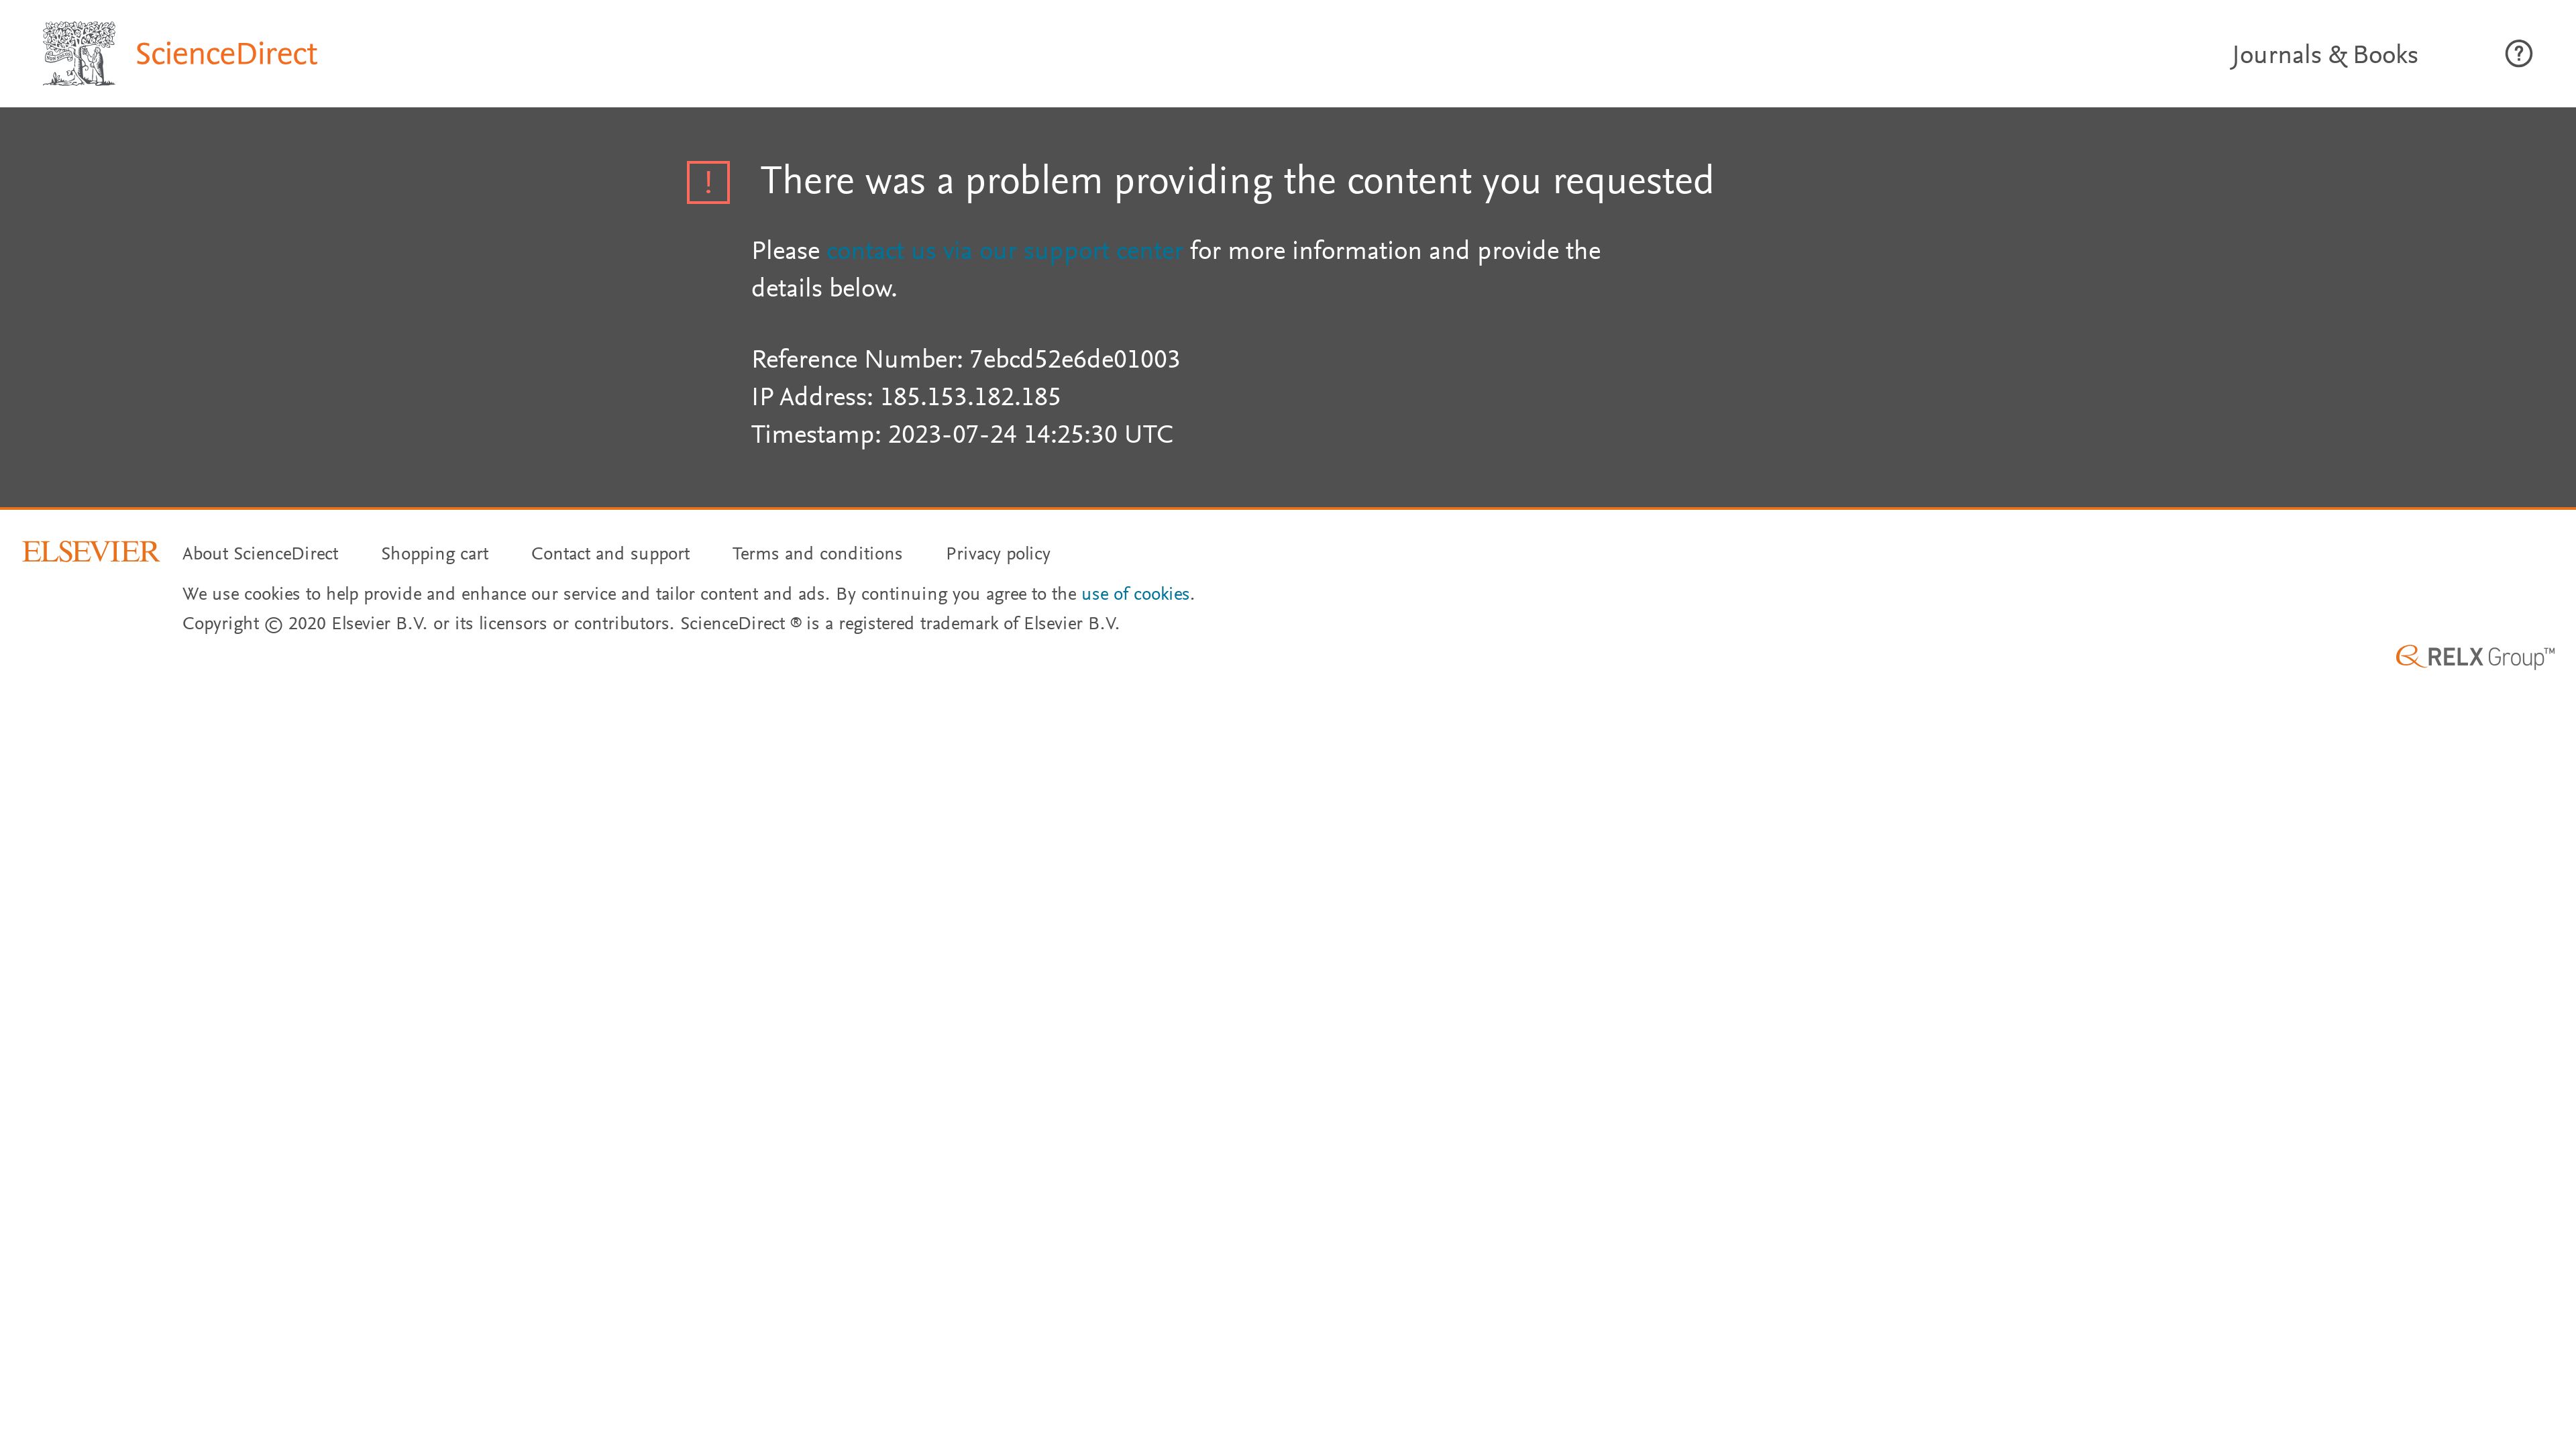 ScienceDirect
Journals & Books
?
! There was a problem providing the content you requested
Please contact us via our support center for more information and provide the
details below.
Reference Number: 7ebcd52e6de01003
IP Address: 185.153.182.185
Timestamp: 2023-07-24 14:25:30 UTC
ELSEVIER
About ScienceDirect Shopping cart Contact and support Terms and conditions Privacy policy
We use cookies to help provide and enhance our service and tailor content and ads. By continuing you agree to the use of cookies.
Copyright © 2020 Elsevier B.V. or its licensors or contributors. ScienceDirect ® is a registered trademark of Elsevier B.V.
RELX Group™